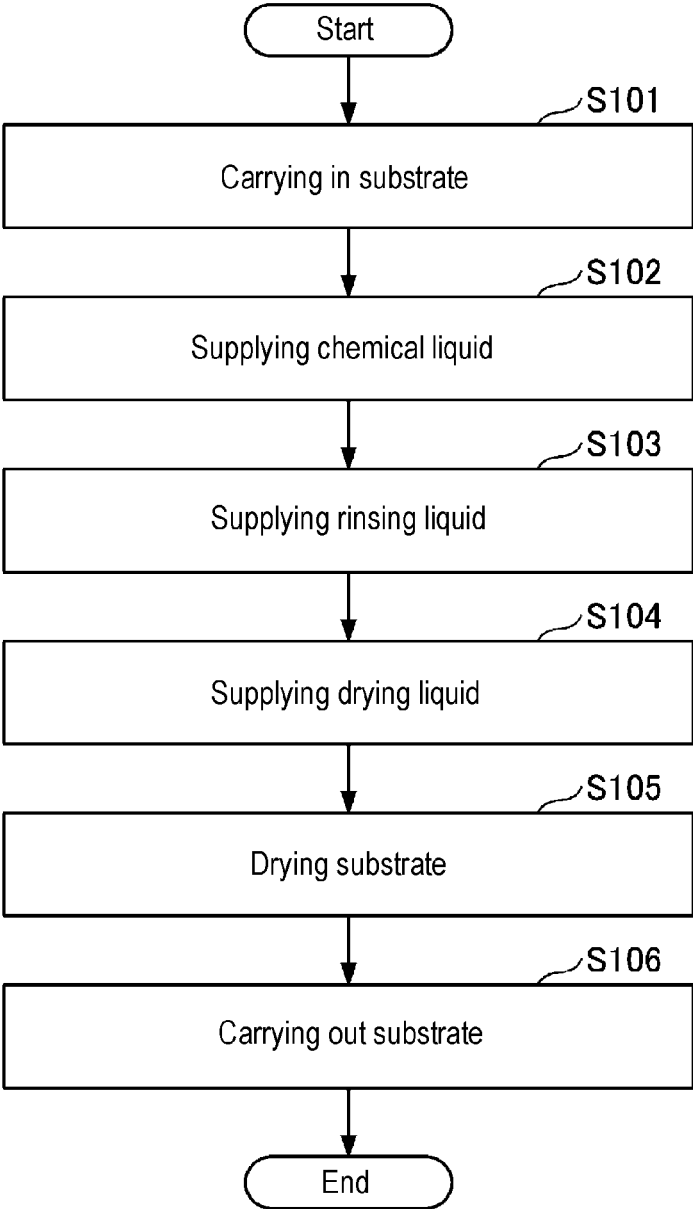 Start
S101
Carrying in substrate
S102
Supplying chemical liquid
S103
Supplying rinsing liquid
S104
Supplying drying liquid
S105
Drying substrate
S106
Carrying out substrate
End